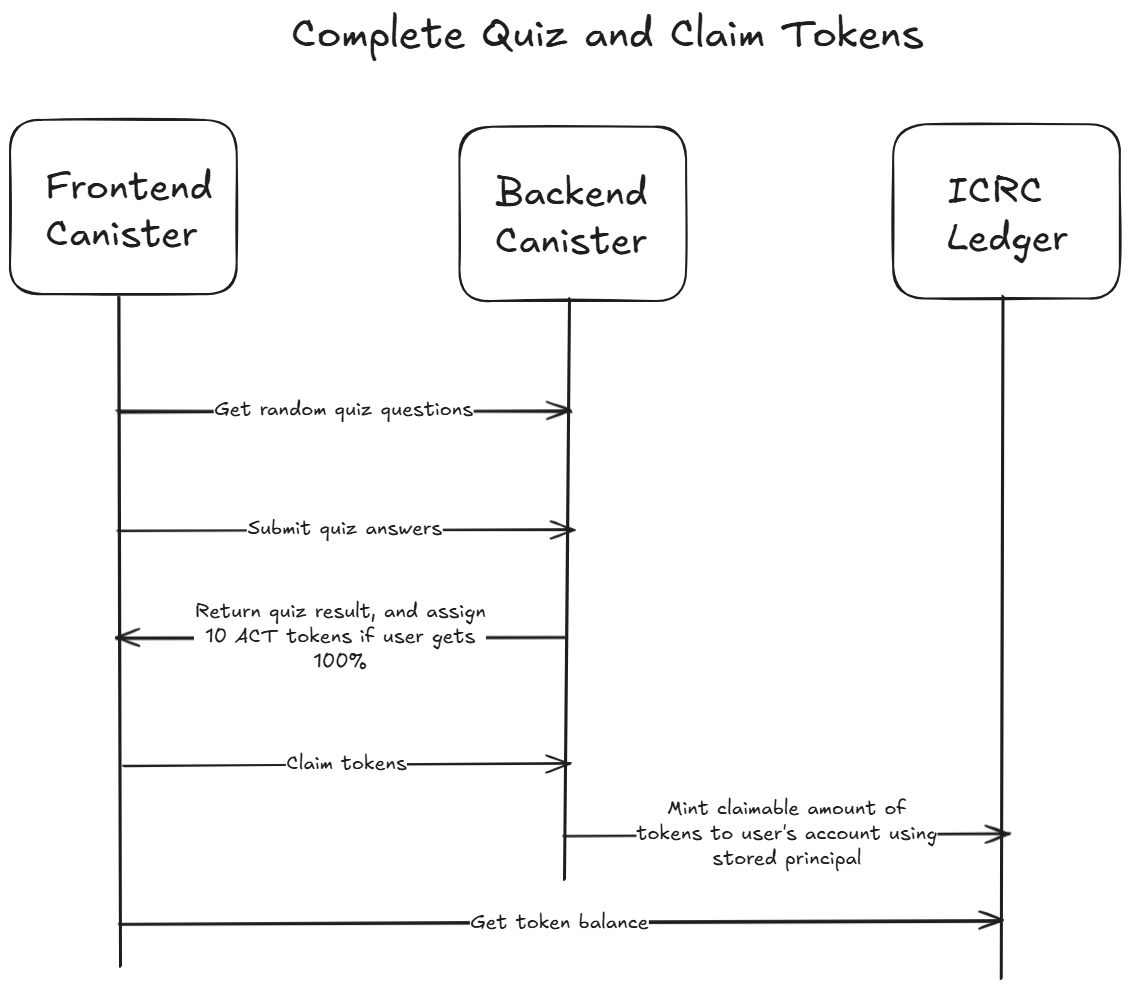 Complete Quiz and Claim Tokens
Frontend
Canister
Backend
Canister
ICRC
Ledger
Get random quiz questions
Submit quiz answers
Return quiz result, and assign
10 ACT tokens if user gets
100%
Claim tokens
Mint claimable amount of
tokens to user's account using
stored principal
Get token balance